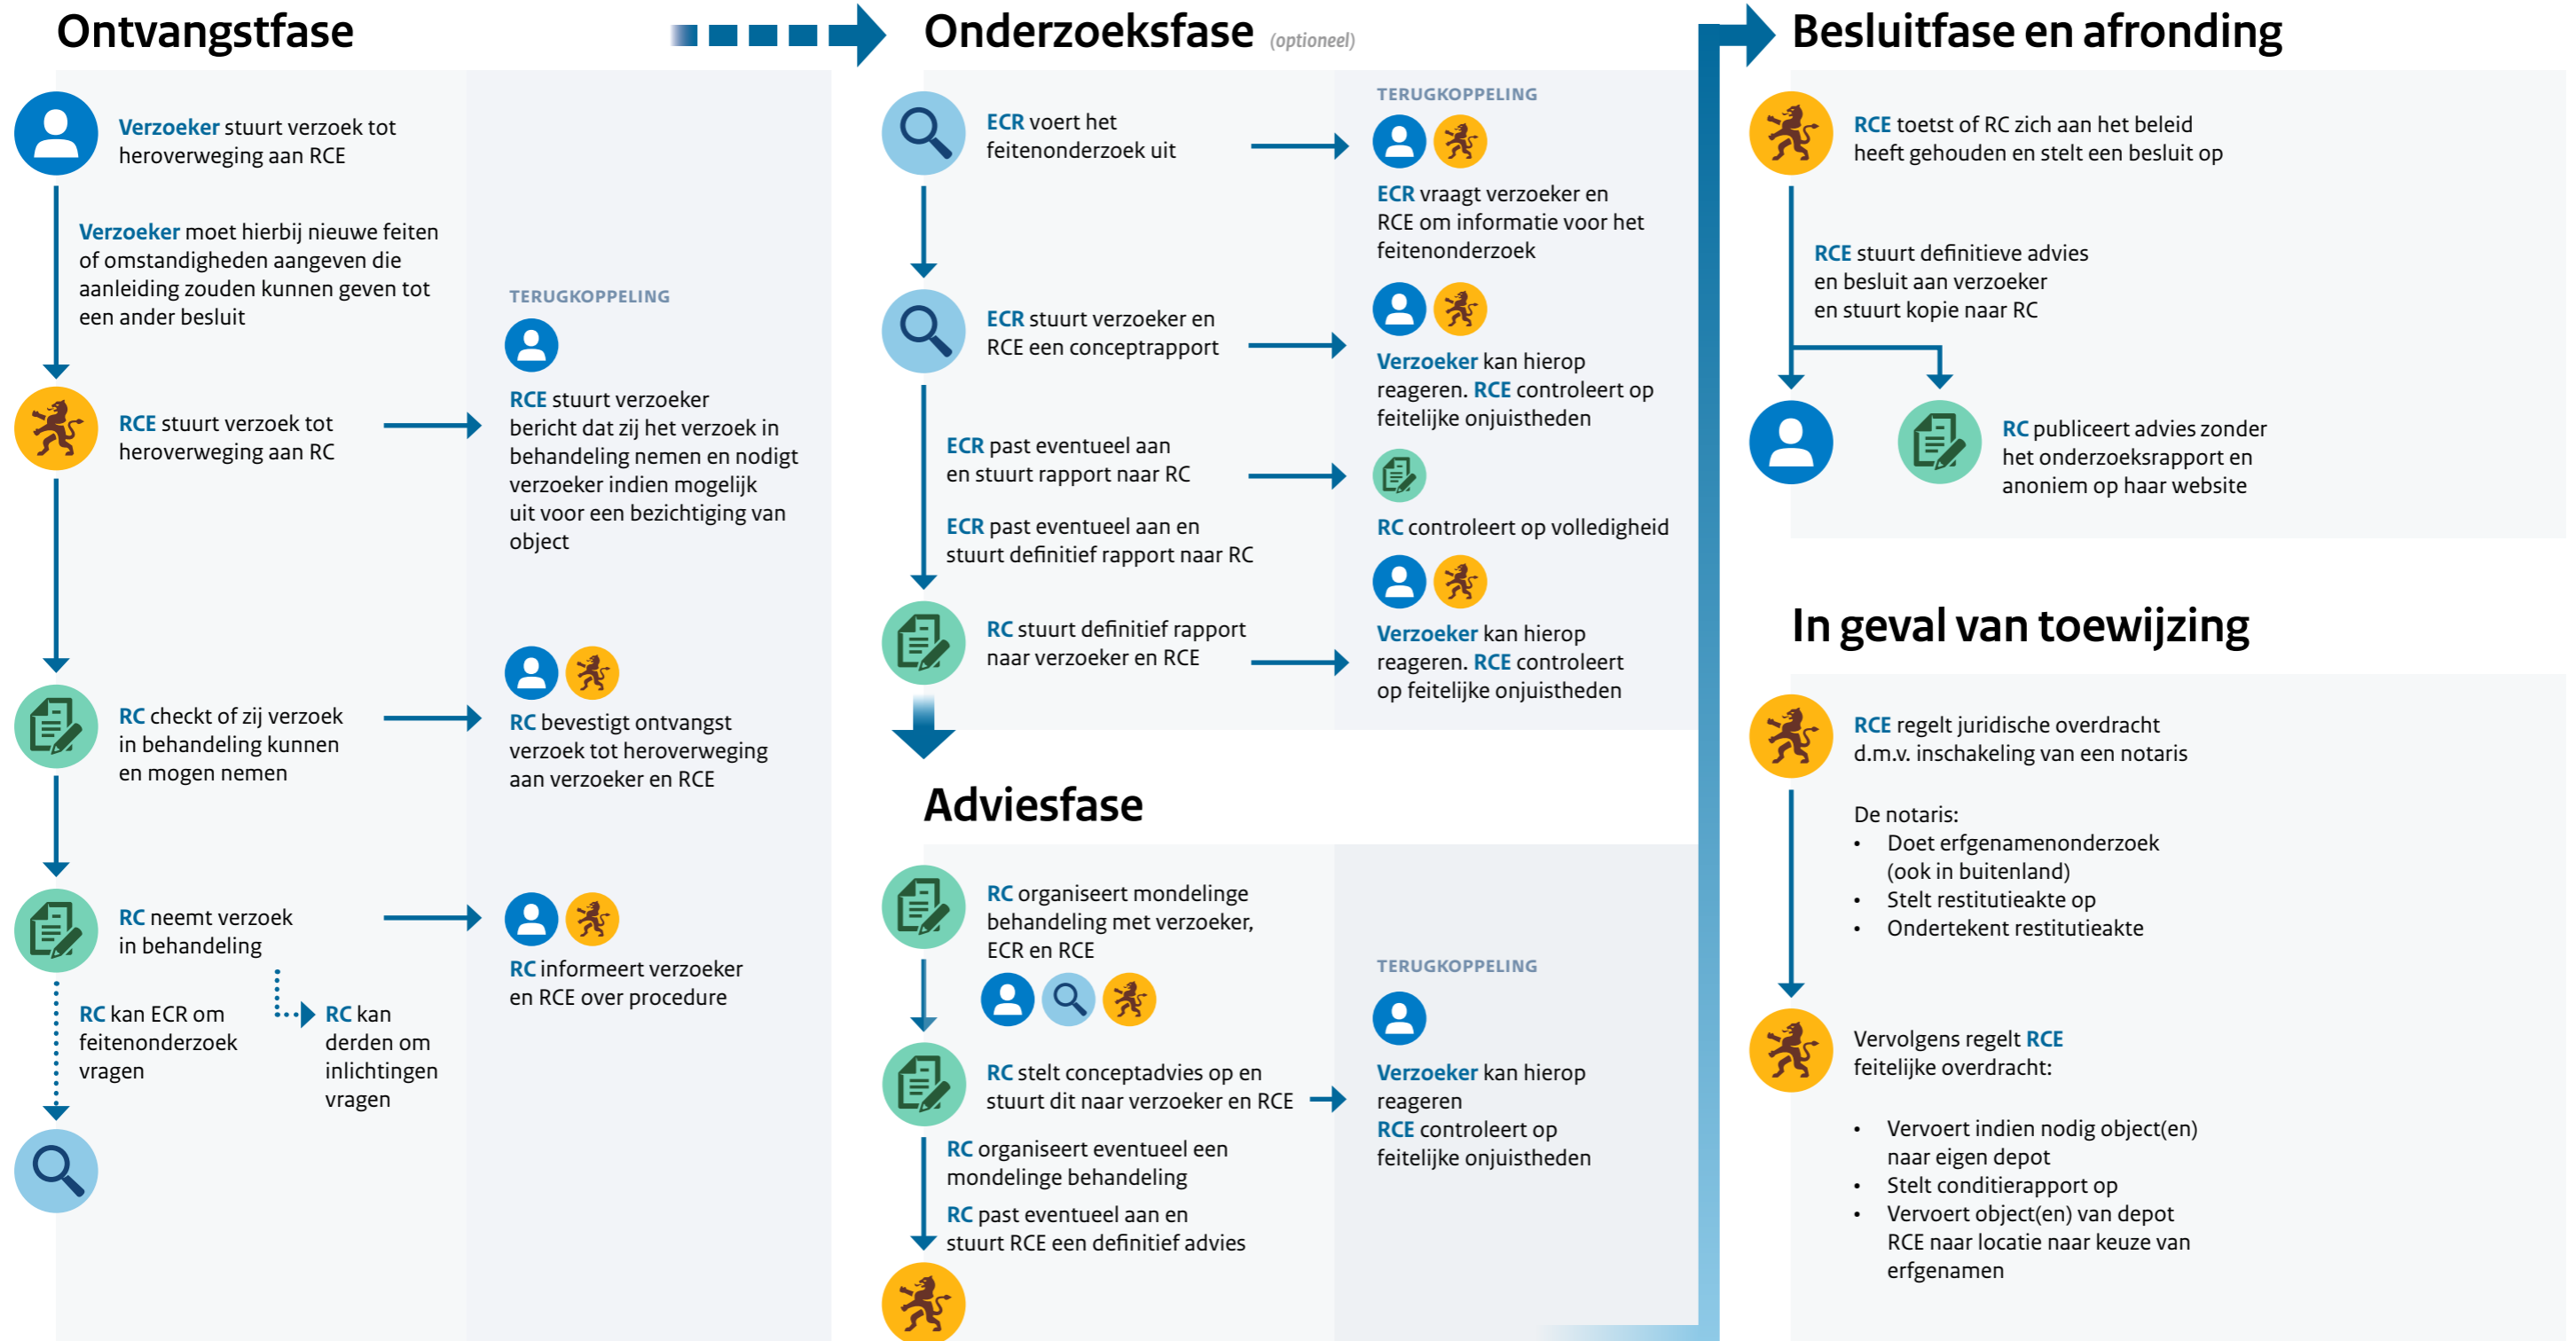 Ontvangstfase
Verzoeker stuurt verzoek tot
heroverweging aan RCE
Verzoeker moet hierbij nieuwe feiten
of omstandigheden aangeven die
aanleiding zouden kunnen geven tot
een ander besluit
RCE stuurt verzoek tot
heroverweging aan RC
TERUGKOPPELING
RCE stuurt verzoeker
bericht dat zij het verzoek in
behandeling nemen en nodigt
verzoeker indien mogelijk
uit voor een bezichtiging van
object
RC checkt of zij verzoek
in behandeling kunnen
en mogen nemen
RC bevestigt ontvangst
verzoek tot heroverweging
aan verzoeker en RCE
RC neemt verzoek
in behandeling
RC informeert verzoeker
en RCE over procedure
RC kan ECR om
feitenonderzoek
vragen
RC kan
derden om
inlichtingen
vragen
Onderzoeksfase (optioneel)
ECR voert het
feitenonderzoek uit
TERUGKOPPELING
ECR vraagt verzoeker en
RCE om informatie voor het
feitenonderzoek
ECR stuurt verzoeker en
RCE een conceptrapport
Verzoeker kan hierop
reageren. RCE controleert op
feitelijke onjuistheden
ECR past eventueel aan
en stuurt rapport naar RC
RC controleert op volledigheid
ECR past eventueel aan en
stuurt definitief rapport naar RC
RC stuurt definitief rapport
naar verzoeker en RCE
Verzoeker kan hierop
reageren. RCE controleert
op feitelijke onjuistheden
Adviesfase
RC organiseert mondelinge
behandeling met verzoeker,
ECR en RCE
RC stelt conceptadvies op en
stuurt dit naar verzoeker en RCE
TERUGKOPPELING
Verzoeker kan hierop
reageren
RCE controleert op
feitelijke onjuistheden
RC organiseert eventueel een
mondelinge behandeling
RC past eventueel aan en
stuurt RCE een definitief advies
Besluitfase en afronding
RCE toetst of RC zich aan het beleid
heeft gehouden en stelt een besluit op
RCE stuurt definitieve advies
en besluit aan verzoeker
en stuurt kopie naar RC
RC publiceert advies zonder
het onderzoeksrapport en
anoniem op haar website
In geval van toewijzing
RCE regelt juridische overdracht
d.m.v. inschakeling van een notaris
De notaris:
• Doet erfgenamenonderzoek
(ook in buitenland)
• Stelt restitutieakte op
• Ondertekent restitutieakte
Vervolgens regelt RCE
feitelijke overdracht:
• Vervoert indien nodig object(en)
naar eigen depot
• Stelt conditierapport op
• Vervoert object(en) van depot
RCE naar locatie naar keuze van
erfgenamen